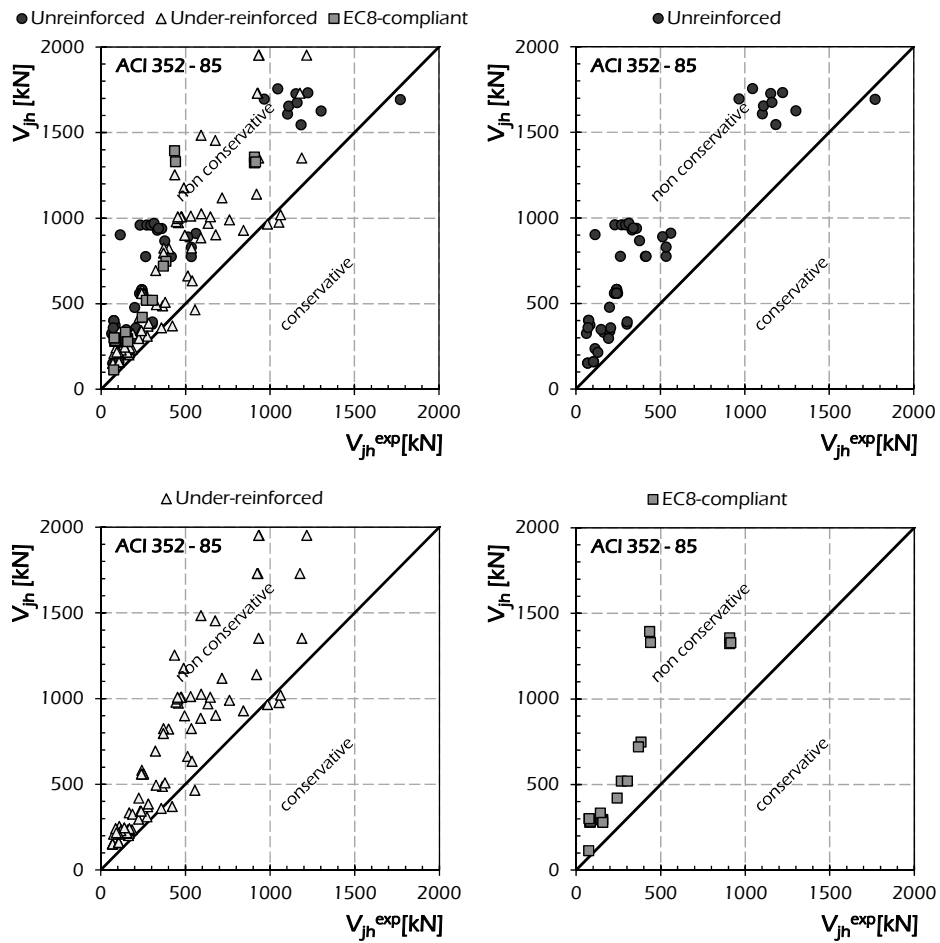 Unreinforced Under-reinforced EC8-compliant
Unreinforced
2000
1500
1000
500
0
V_jh [kN]
ACI 352 - 85
non conservative
conservative
0 500 1000 1500 2000
V_jh^exp[kN]
2000
1500
1000
500
0
V_jh [kN]
ACI 352 - 85
non conservative
conservative
0 500 1000 1500 2000
V_jh^exp[kN]
Under-reinforced
EC8-compliant
2000
1500
1000
500
0
V_jh [kN]
ACI 352 - 85
non conservative
conservative
0 500 1000 1500 2000
V_jh^exp[kN]
2000
1500
1000
500
0
V_jh [kN]
ACI 352 - 85
non conservative
conservative
0 500 1000 1500 2000
V_jh^exp[kN]